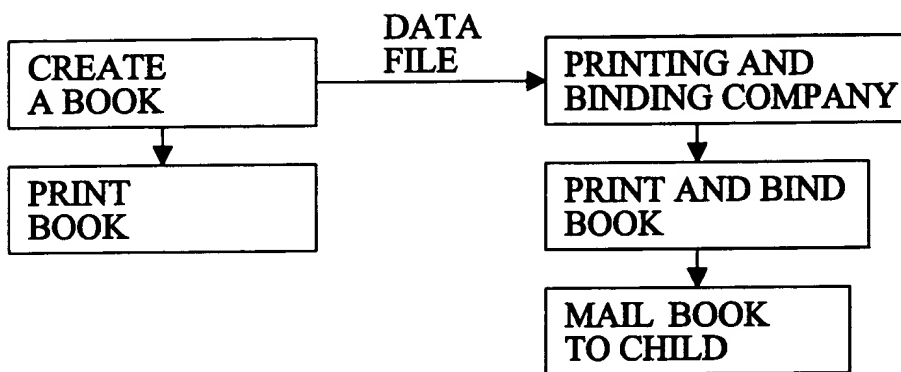 CREATE
A BOOK
DATA
FILE
PRINTING AND
BINDING COMPANY
PRINT
BOOK
PRINT AND BIND
BOOK
MAIL BOOK
TO CHILD